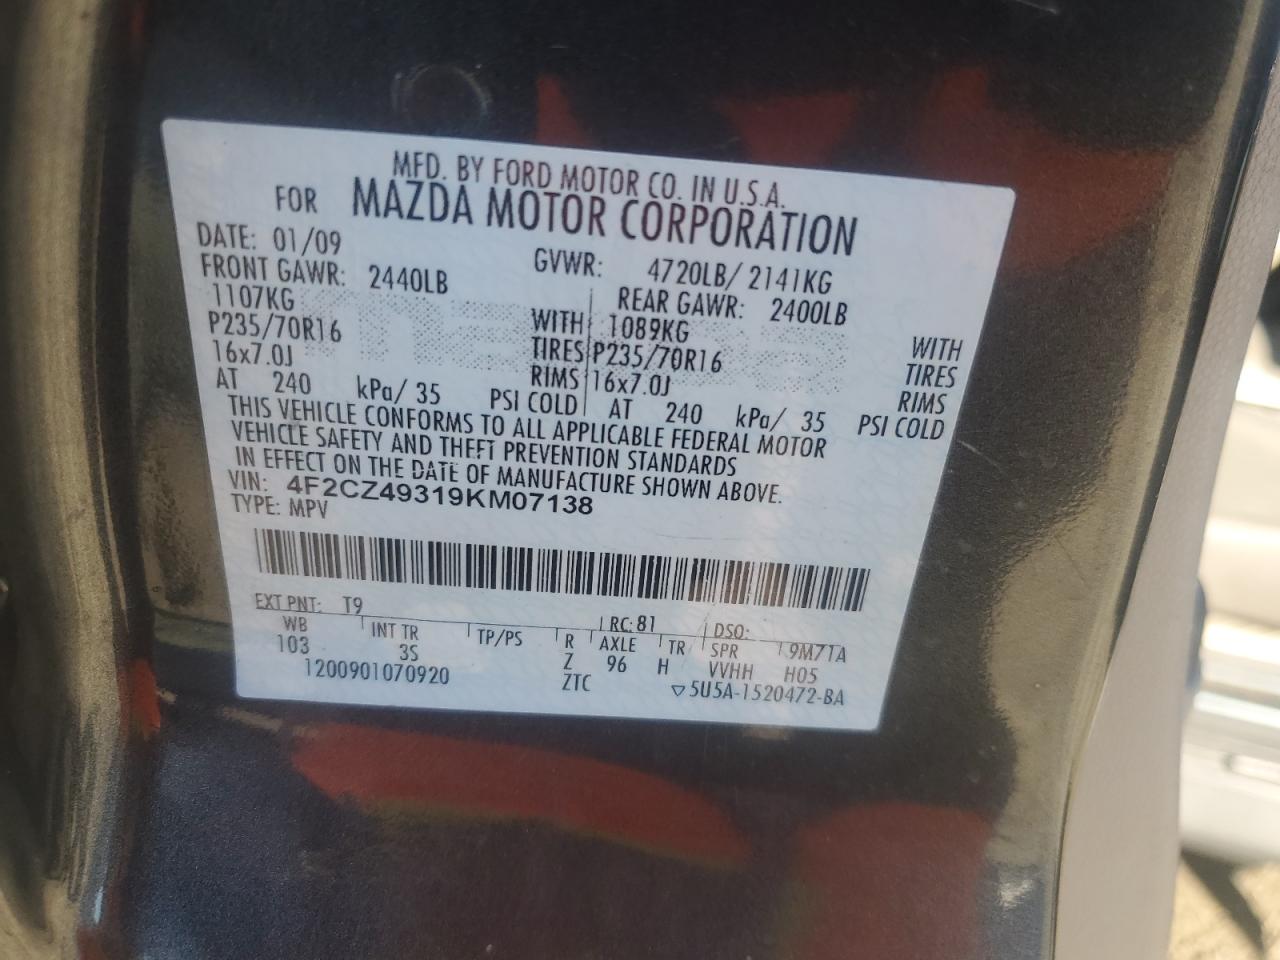 MFD. BY FORD MOTOR CO. IN U.S.A.
FOR MAZDA MOTOR CORPORATION
DATE: 01/09 GVWR: 4720LB/ 2141KG
FRONT GAWR: 2440LB REAR GAWR: 2400LB
1107KG WITH 1089KG WITH
P235/70R16 TIRES P235/70R16 TIRES
16x7.0J RIMS 16x7.0J RIMS
AT 240 kPa/ 35 PSI COLD AT 240 kPa/ 35 PSI COLD
THIS VEHICLE CONFORMS TO ALL APPLICABLE FEDERAL MOTOR
VEHICLE SAFETY AND THEFT PREVENTION STANDARDS
IN EFFECT ON THE DATE OF MANUFACTURE SHOWN ABOVE.
VIN: 4F2CZ49319KM07138
TYPE: MPV
EXT PNT: T9 RC: 81 DSO:
WB INT TR TP/PS R AXLE TR SPR 9M71A
103 3S Z 96 H VVHH H05
1200901070920 ZTC ▽5U5A-1520472-BA